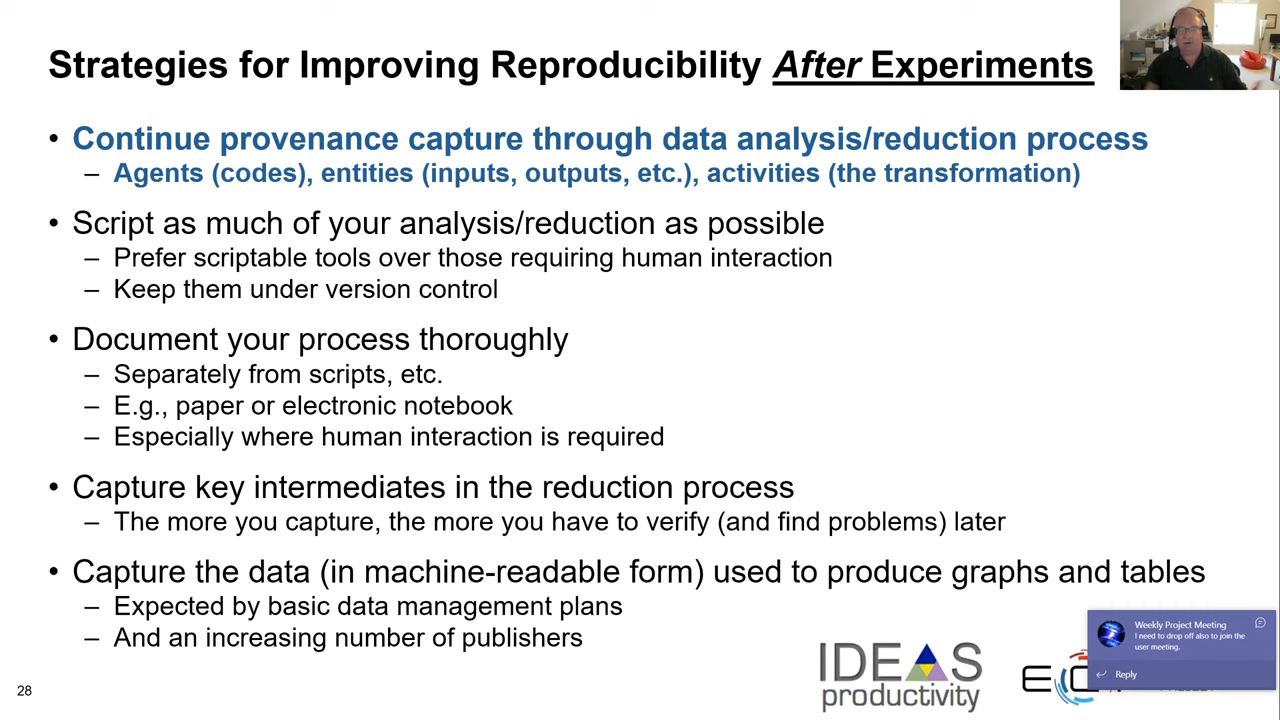 Strategies for Improving Reproducibility After Experiments
• Continue provenance capture through data analysis/reduction process
– Agents (codes), entities (inputs, outputs, etc.), activities (the transformation)
• Script as much of your analysis/reduction as possible
– Prefer scriptable tools over those requiring human interaction
– Keep them under version control
• Document your process thoroughly
– Separately from scripts, etc.
– E.g., paper or electronic notebook
– Especially where human interaction is required
• Capture key intermediates in the reduction process
– The more you capture, the more you have to verify (and find problems) later
• Capture the data (in machine-readable form) used to produce graphs and tables
– Expected by basic data management plans
– And an increasing number of publishers
Weekly Project Meeting
I need to drop off also to join the
user meeting.
Reply
IDEAS
productivity
28